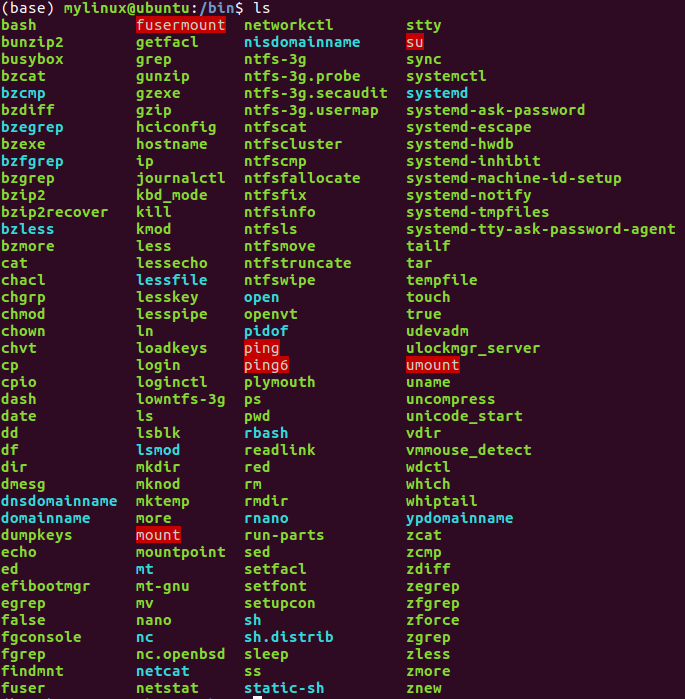 (base) mylinux@ubuntu:/bin$ ls
bash fusermount networkctl stty
bunzip2 getfacl nisdomainname su
busybox grep ntfs-3g sync
bzcat gunzip ntfs-3g.probe systemctl
bzcmp gzexe ntfs-3g.secaudit systemd
bzdiff gzip ntfs-3g.usermap systemd-ask-password
bzegrep hciconfig ntfscat systemd-escape
bzexe hostname ntfscluster systemd-hwdb
bzfgrep ip ntfscmp systemd-inhibit
bzgrep journalctl ntfsfallocate systemd-machine-id-setup
bzip2 kbd_mode ntfsfix systemd-notify
bzip2recover kill ntfsinfo systemd-tmpfiles
bzless kmod ntfsls systemd-tty-ask-password-agent
bzmore less ntfsmove tailf
cat lessecho ntfstruncate tar
chacl lessfile ntfswipe tempfile
chgrp lesskey open touch
chmod lesspipe openvt true
chown ln pidof udevadm
chvt loadkeys ping ulockmgr_server
cp login ping6 umount
cpio loginctl plymouth uname
dash lowntfs-3g ps uncompress
date ls pwd unicode_start
dd lsblk rbash vdir
df lsmod readlink vmmouse_detect
dir mkdir red wdctl
dmesg mknod rm which
dnsdomainname mktemp rmdir whiptail
domainname more rnano ypdomainname
dumpkeys mount run-parts zcat
echo mountpoint sed zcmp
ed mt setfacl zdiff
efibootmgr mt-gnu setfont zegrep
egrep mv setupcon zfgrep
false nano sh zforce
fgconsole nc sh.distrib zgrep
fgrep nc.openbsd sleep zless
findmnt netcat ss zmore
fuser netstat static-sh znew